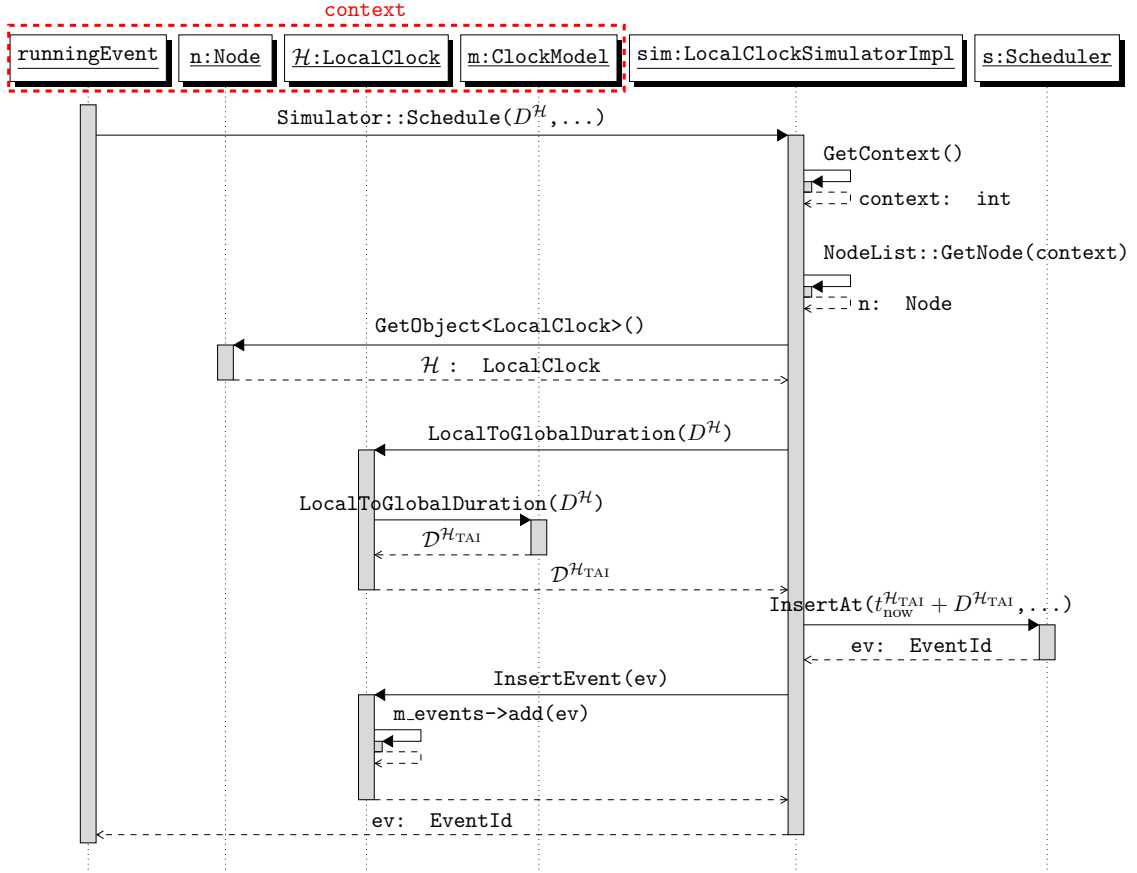 context
runningEvent
n:Node
ℋ:LocalClock
m:ClockModel
sim:LocalClockSimulatorImpl
s:Scheduler
Simulator::Schedule(D^ℋ,...)
GetContext()
context: int
NodeList::GetNode(context)
n: Node
GetObject<LocalClock>()
ℋ : LocalClock
LocalToGlobalDuration(D^ℋ)
LocalToGlobalDuration(D^ℋ)
𝒟^ℋ_TAI
𝒟^ℋ_TAI
InsertAt(t_now^ℋ_TAI + D^ℋ_TAI,...)
ev: EventId
InsertEvent(ev)
m_events->add(ev)
ev: EventId